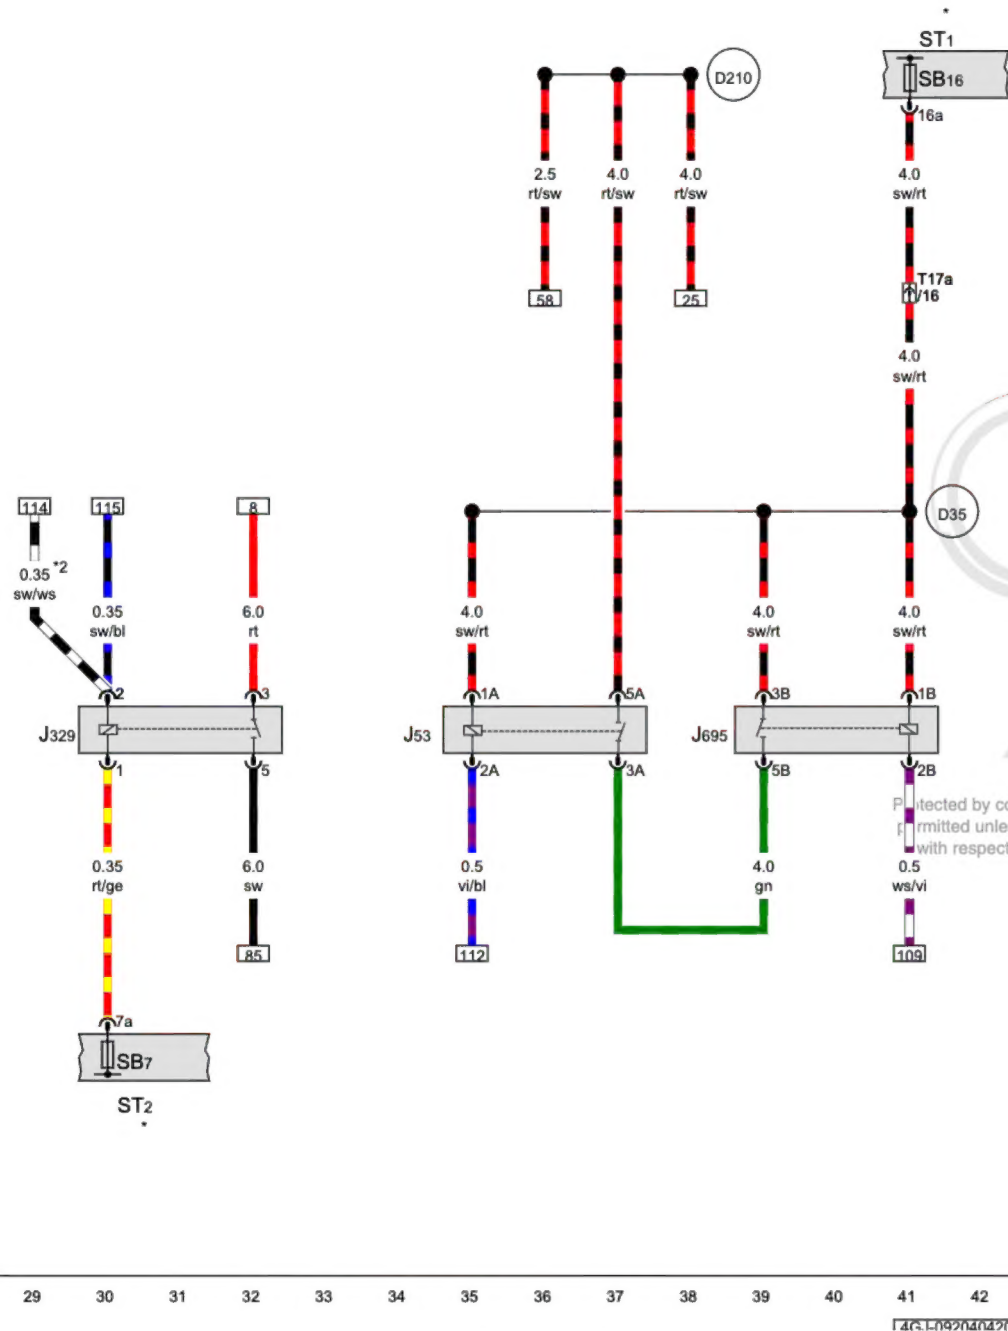 *
ST1
D210
SB16
16a
2.5 4.0 4.0 4.0
rt/sw rt/sw rt/sw sw/rt
T17a
/16
58 25
4.0
sw/rt
114 115 8
D35
0.35 *2
sw/ws
0.35 6.0 4.0 4.0 4.0
sw/bl rt sw/rt sw/rt sw/rt
2 3 1A 5A 3B 1B
J329 J53 J695
1 5 2A 3A 5B 2B
permitted unle
with respect
0.35 6.0 0.5 4.0 0.5
rt/ge sw vi/bl gn ws/vi
85 112 109
7a
SB7
ST2
*
29 30 31 32 33 34 35 36 37 38 39 40 41 42